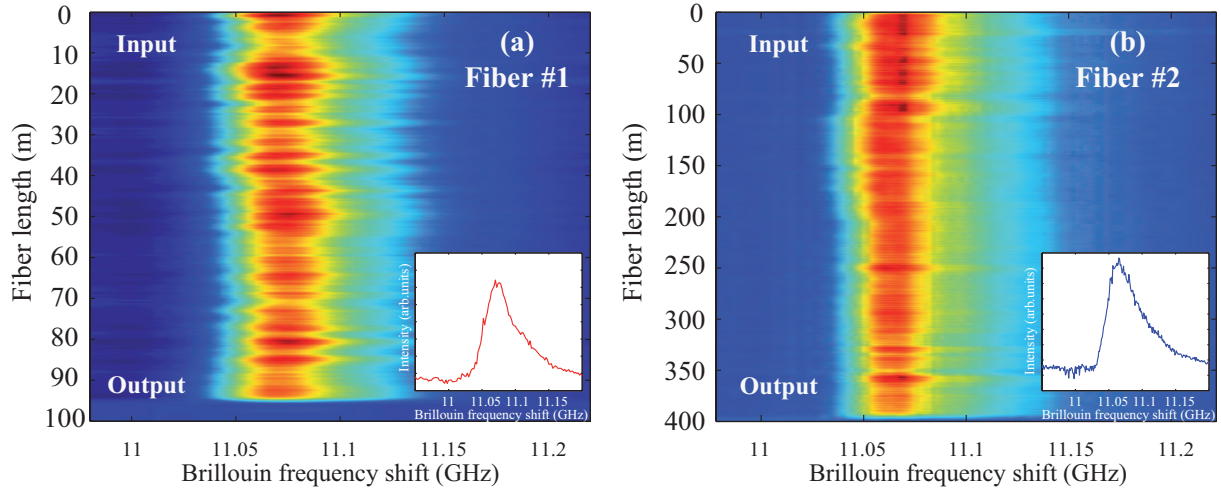 0
10
20
30
40
50
60
70
80
90
100
Fiber length (m)
Input
(a)
Fiber #1
Output
11
11.05
11.1
11.15
11.2
Brillouin frequency shift (GHz)
Intensity (arb.units)
11
11.05
11.1
11.15
Brillouin frequency shift (GHz)
0
50
100
150
200
250
300
350
400
Fiber length (m)
Input
(b)
Fiber #2
Output
11
11.05
11.1
11.15
11.2
Brillouin frequency shift (GHz)
Intensity (arb.units)
11
11.05
11.1
11.15
Brillouin frequency shift (GHz)